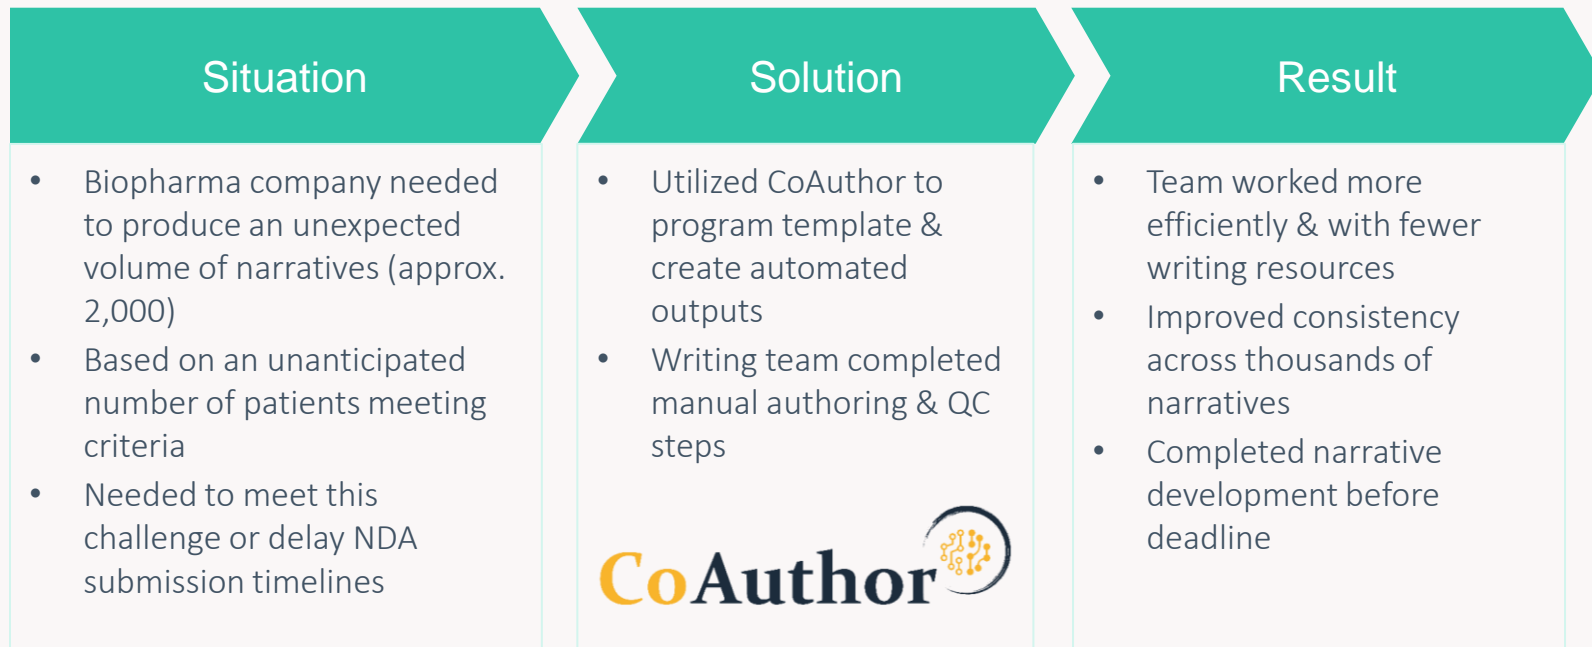 Situation
• Biopharma company needed
to produce an unexpected
volume of narratives (approx.
2,000)
• Based on an unanticipated
number of patients meeting
criteria
• Needed to meet this
challenge or delay NDA
submission timelines
Solution
• Utilized CoAuthor to
program template &
create automated
outputs
• Writing team completed
manual authoring & QC
steps
CoAuthor
Result
• Team worked more
efficiently & with fewer
writing resources
• Improved consistency
across thousands of
narratives
• Completed narrative
development before
deadline